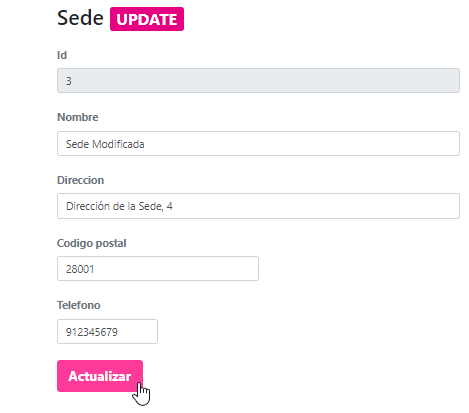 Sede UPDATE
Id
3
Nombre
Sede Modificada
Direccion
Dirección de la Sede, 4
Codigo postal
28001
Telefono
912345679
Actualizar